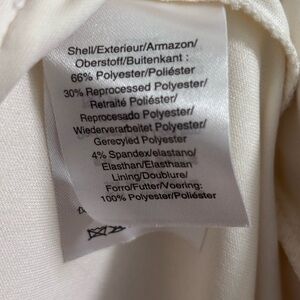 Shell/Exterieur/Armazon/
Oberstoff/Buitenkant :
66% Polyester/Poliéster
30% Reprocessed Polyester/
Retraité Poliéster/
Reprocesado Polyester/
Wiederverarbeitet Polyester/
Gerecyled Polyester
4% Spandex/elastano/
Elasthan/Elasthaan
Lining/Doublure/
Forro/Futter/Voering:
100% Polyester/Poliéster